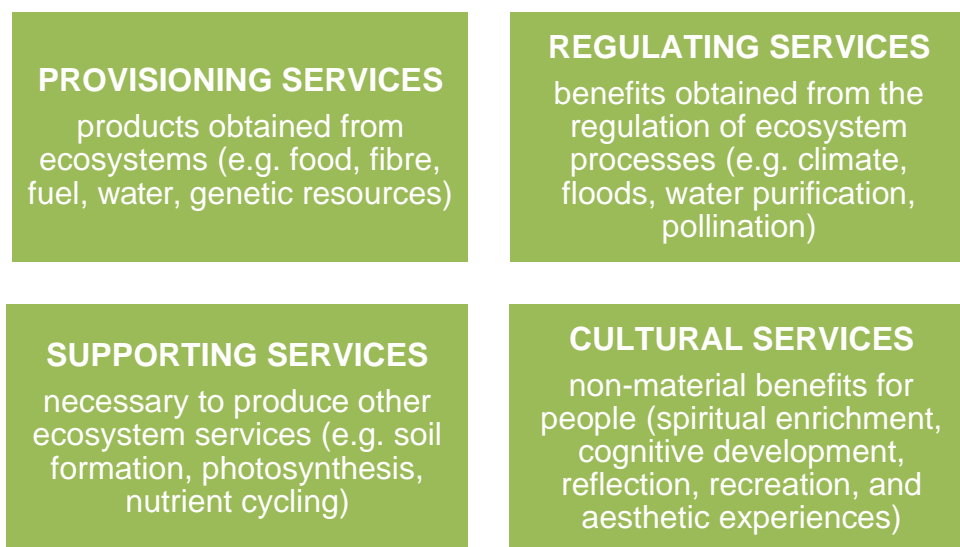 PROVISIONING SERVICES
products obtained from
ecosystems (e.g. food, fibre,
fuel, water, genetic resources)
REGULATING SERVICES
benefits obtained from the
regulation of ecosystem
processes (e.g. climate,
floods, water purification,
pollination)
SUPPORTING SERVICES
necessary to produce other
ecosystem services (e.g. soil
formation, photosynthesis,
nutrient cycling)
CULTURAL SERVICES
non-material benefits for
people (spiritual enrichment,
cognitive development,
reflection, recreation, and
aesthetic experiences)